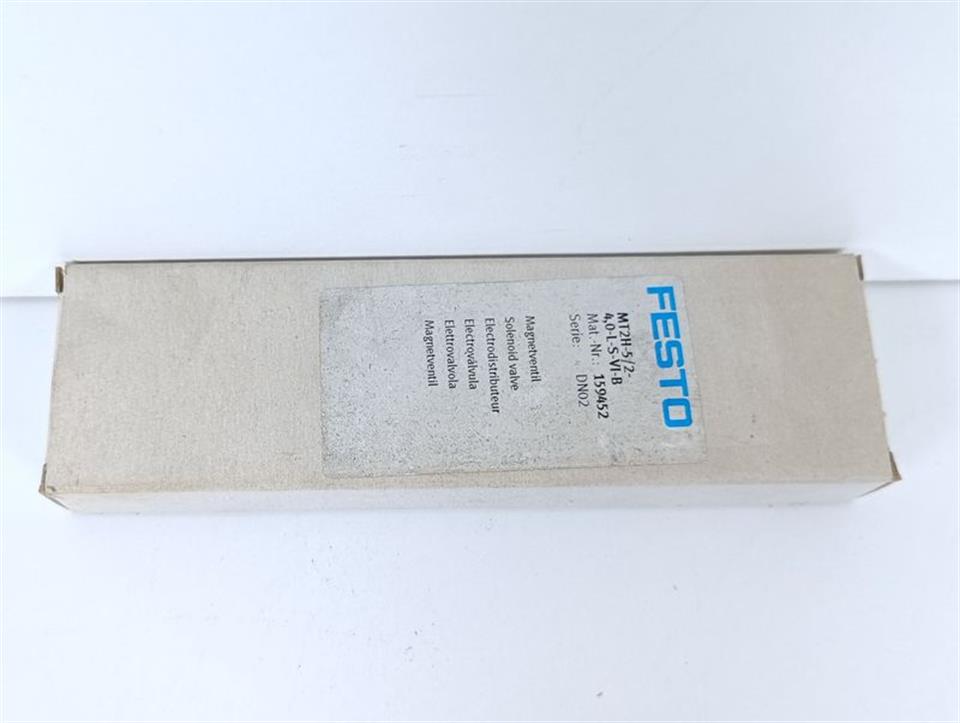 FESTO
MT2H-5/2-
4,0-L-S-VI-B
Mat.-Nr.: 159452
Serie: DN02
Magnetventil
Solenoid valve
Electrodistributeur
Electroválvula
Elettrovalvola
Magnetventil